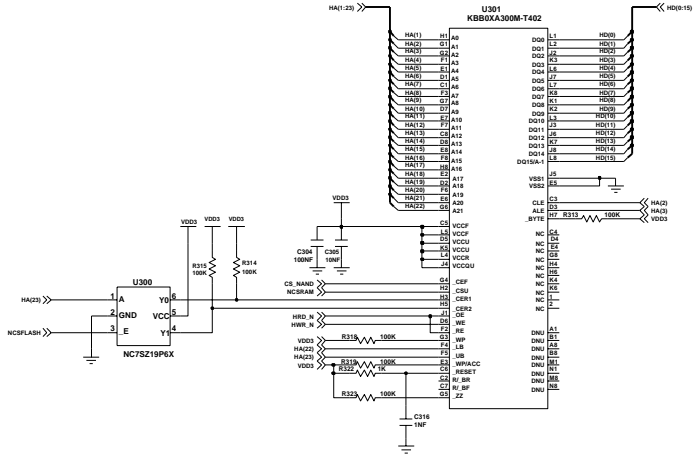 HA(1:23)
U301
KBB0XA300M-T402
HD(0:15)
HA(1) H1 A0
HA(2) G1 A1
HA(3) G2 A2
HA(4) F1 A3
HA(5) E1 A4
HA(6) D1 A5
HA(7) C1 A6
HA(8) F3 A7
HA(9) G7 A8
HA(10) D7 A9
HA(11) E7 A10
HA(12) F7 A11
HA(13) C8 A12
HA(14) D8 A13
HA(15) E8 A14
HA(16) F8 A15
HA(17) H8 A16
HA(18) E2 A17
HA(19) D2 A18
HA(20) F6 A19
HA(21) E6 A20
HA(22) G6 A21
DQ0 L1 HD(0)
DQ1 L2 HD(1)
DQ2 J2 HD(2)
DQ3 K3 HD(3)
DQ4 L6 HD(4)
DQ5 J7 HD(5)
DQ6 L7 HD(6)
DQ7 K8 HD(7)
DQ8 K1 HD(8)
DQ9 K2 HD(9)
DQ10 L3 HD(10)
DQ11 J3 HD(11)
DQ12 J6 HD(12)
DQ13 K7 HD(13)
DQ14 J8 HD(14)
DQ15/A-1 L8 HD(15)
VSS1 J5
VSS2 E5
CLE C3 HA(2)
ALE D3 HA(3)
_BYTE H7 R313 100K VDD3
VDD3
C304
100NF
C305
10NF
C5 VCCF
L5 VCCF
D5 VCCU
K5 VCCU
L4 VCCR
J4 VCCQU
NC C4
NC D4
NC E4
NC G8
NC H4
NC H6
NC K4
NC K6
NC 1
NC 2
DNU A1
DNU B1
DNU A8
DNU B8
DNU M1
DNU N1
DNU M8
DNU N8
CS_NAND G4 _CEF
NCSRAM H2 _CSU
H3 _CER1
H5 _CER2
HRD_N J1 _OE
HWR_N D6 _WE
F2 _RE
VDD3 R318 100K G3 _WP
HA(22) F4 _LB
HA(23) F5 _UB
VDD3 R319 100K E3 _WP/ACC
R322 1K C6 _RESET
C2 R/_BR
C7 R/_BF
R323 100K G5 _ZZ
C316
1NF
VDD3 VDD3 VDD3
R315
100K
R314
100K
U300
HA(23) 1 A Y0 6
2 GND VCC 5
NCSFLASH 3 _E Y1 4
NC7SZ19P6X